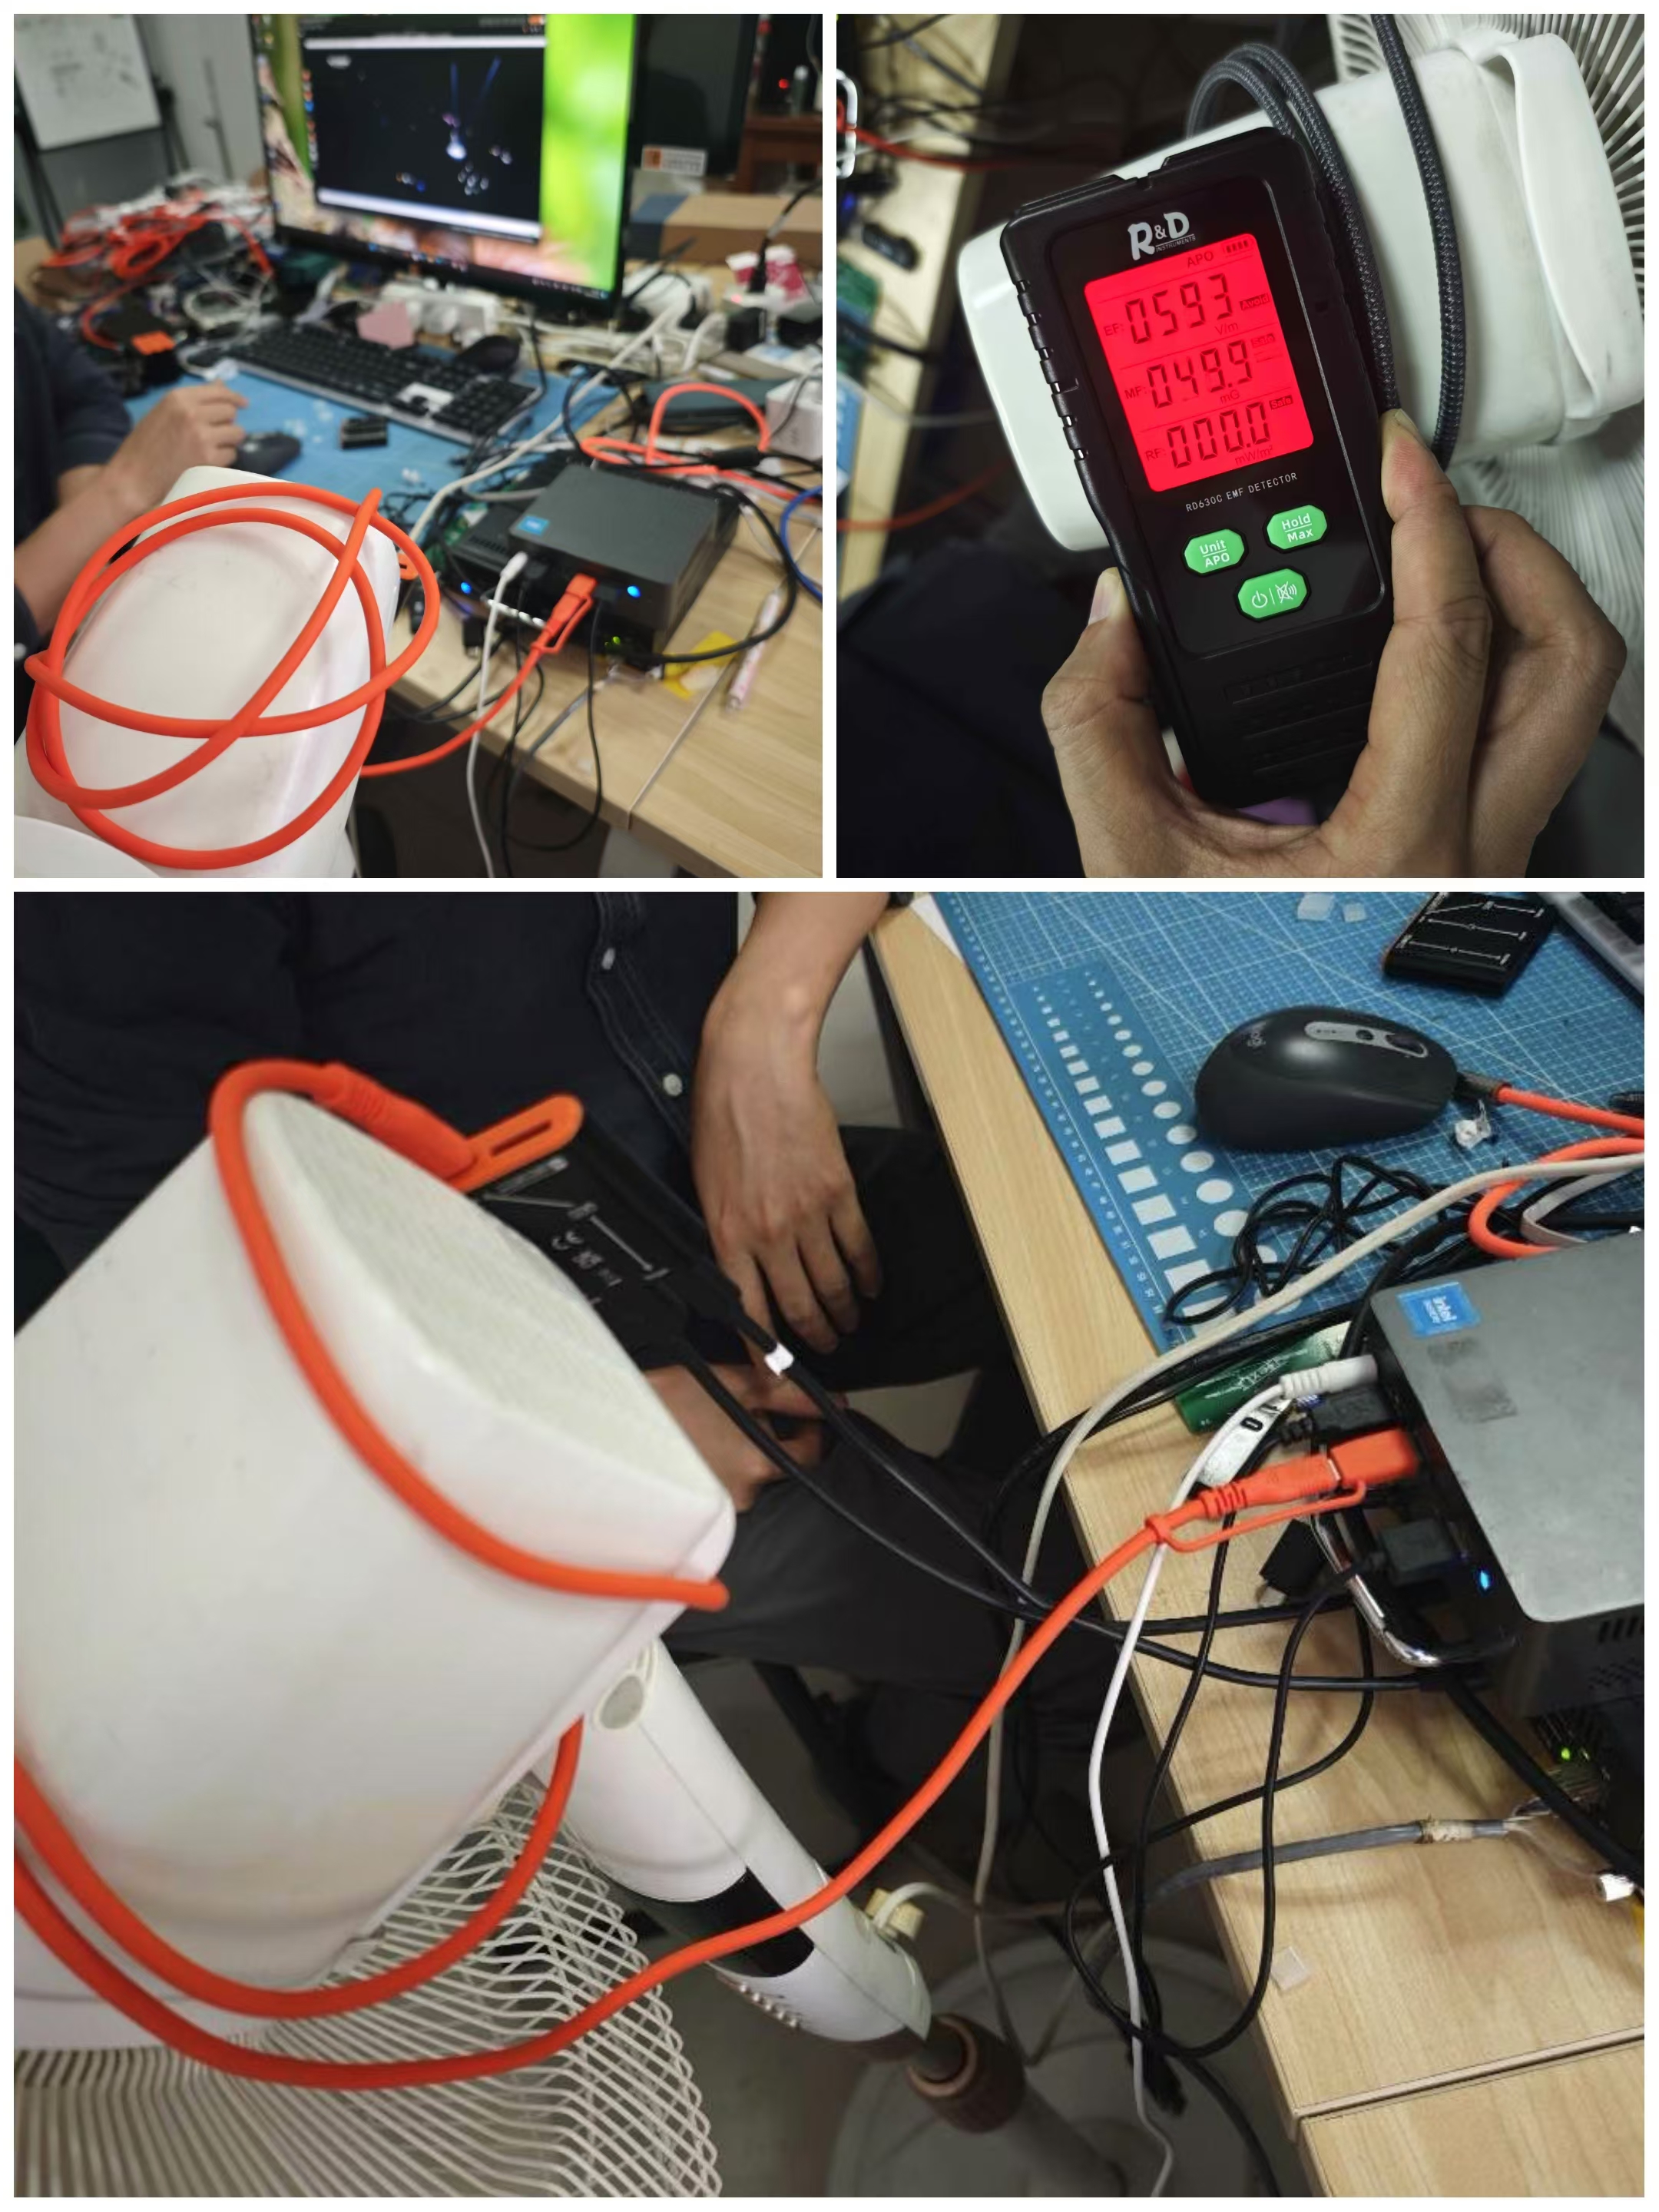 R&D
INSTRUMENTS
APO
EF: 0593 Avoid
V/m
MF: 049.9 Safe
mG
RF: 000.0 Safe
mW/m²
RD630C EMF DETECTOR
Unit
APO
Hold
Max
intel